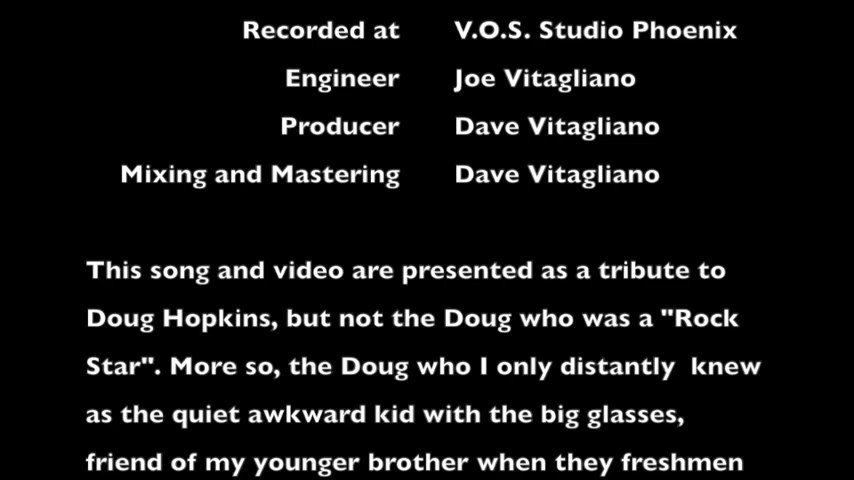 Recorded at V.O.S. Studio Phoenix
Engineer Joe Vitagliano
Producer Dave Vitagliano
Mixing and Mastering Dave Vitagliano
This song and video are presented as a tribute to
Doug Hopkins, but not the Doug who was a "Rock
Star". More so, the Doug who I only distantly knew
as the quiet awkward kid with the big glasses,
friend of my younger brother when they freshmen